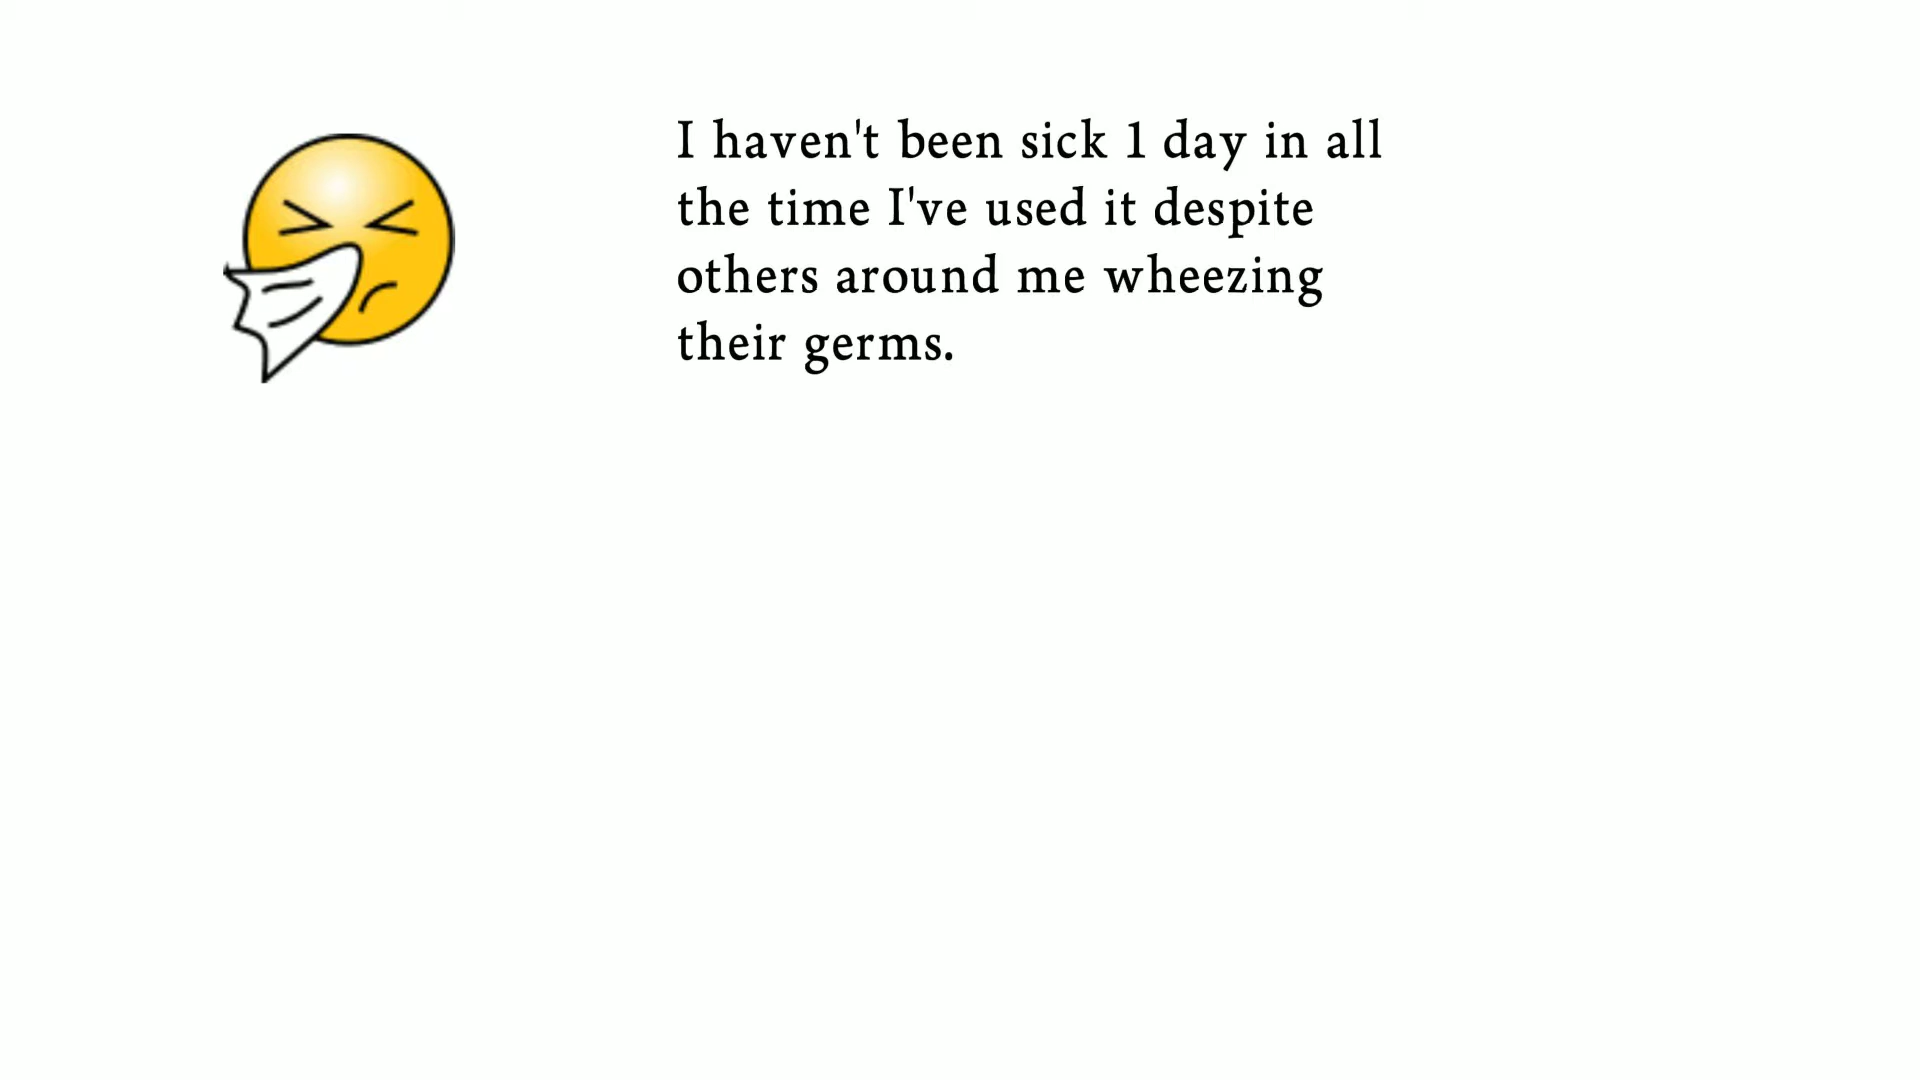 I haven't been sick 1 day in all
the time I've used it despite
others around me wheezing
their germs.